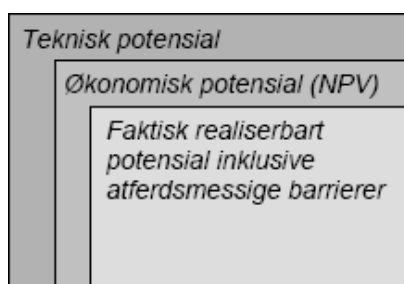 Teknisk potensial
Økonomisk potensial (NPV)
Faktisk realiserbart
potensial inklusive
atferdsmessige barrierer